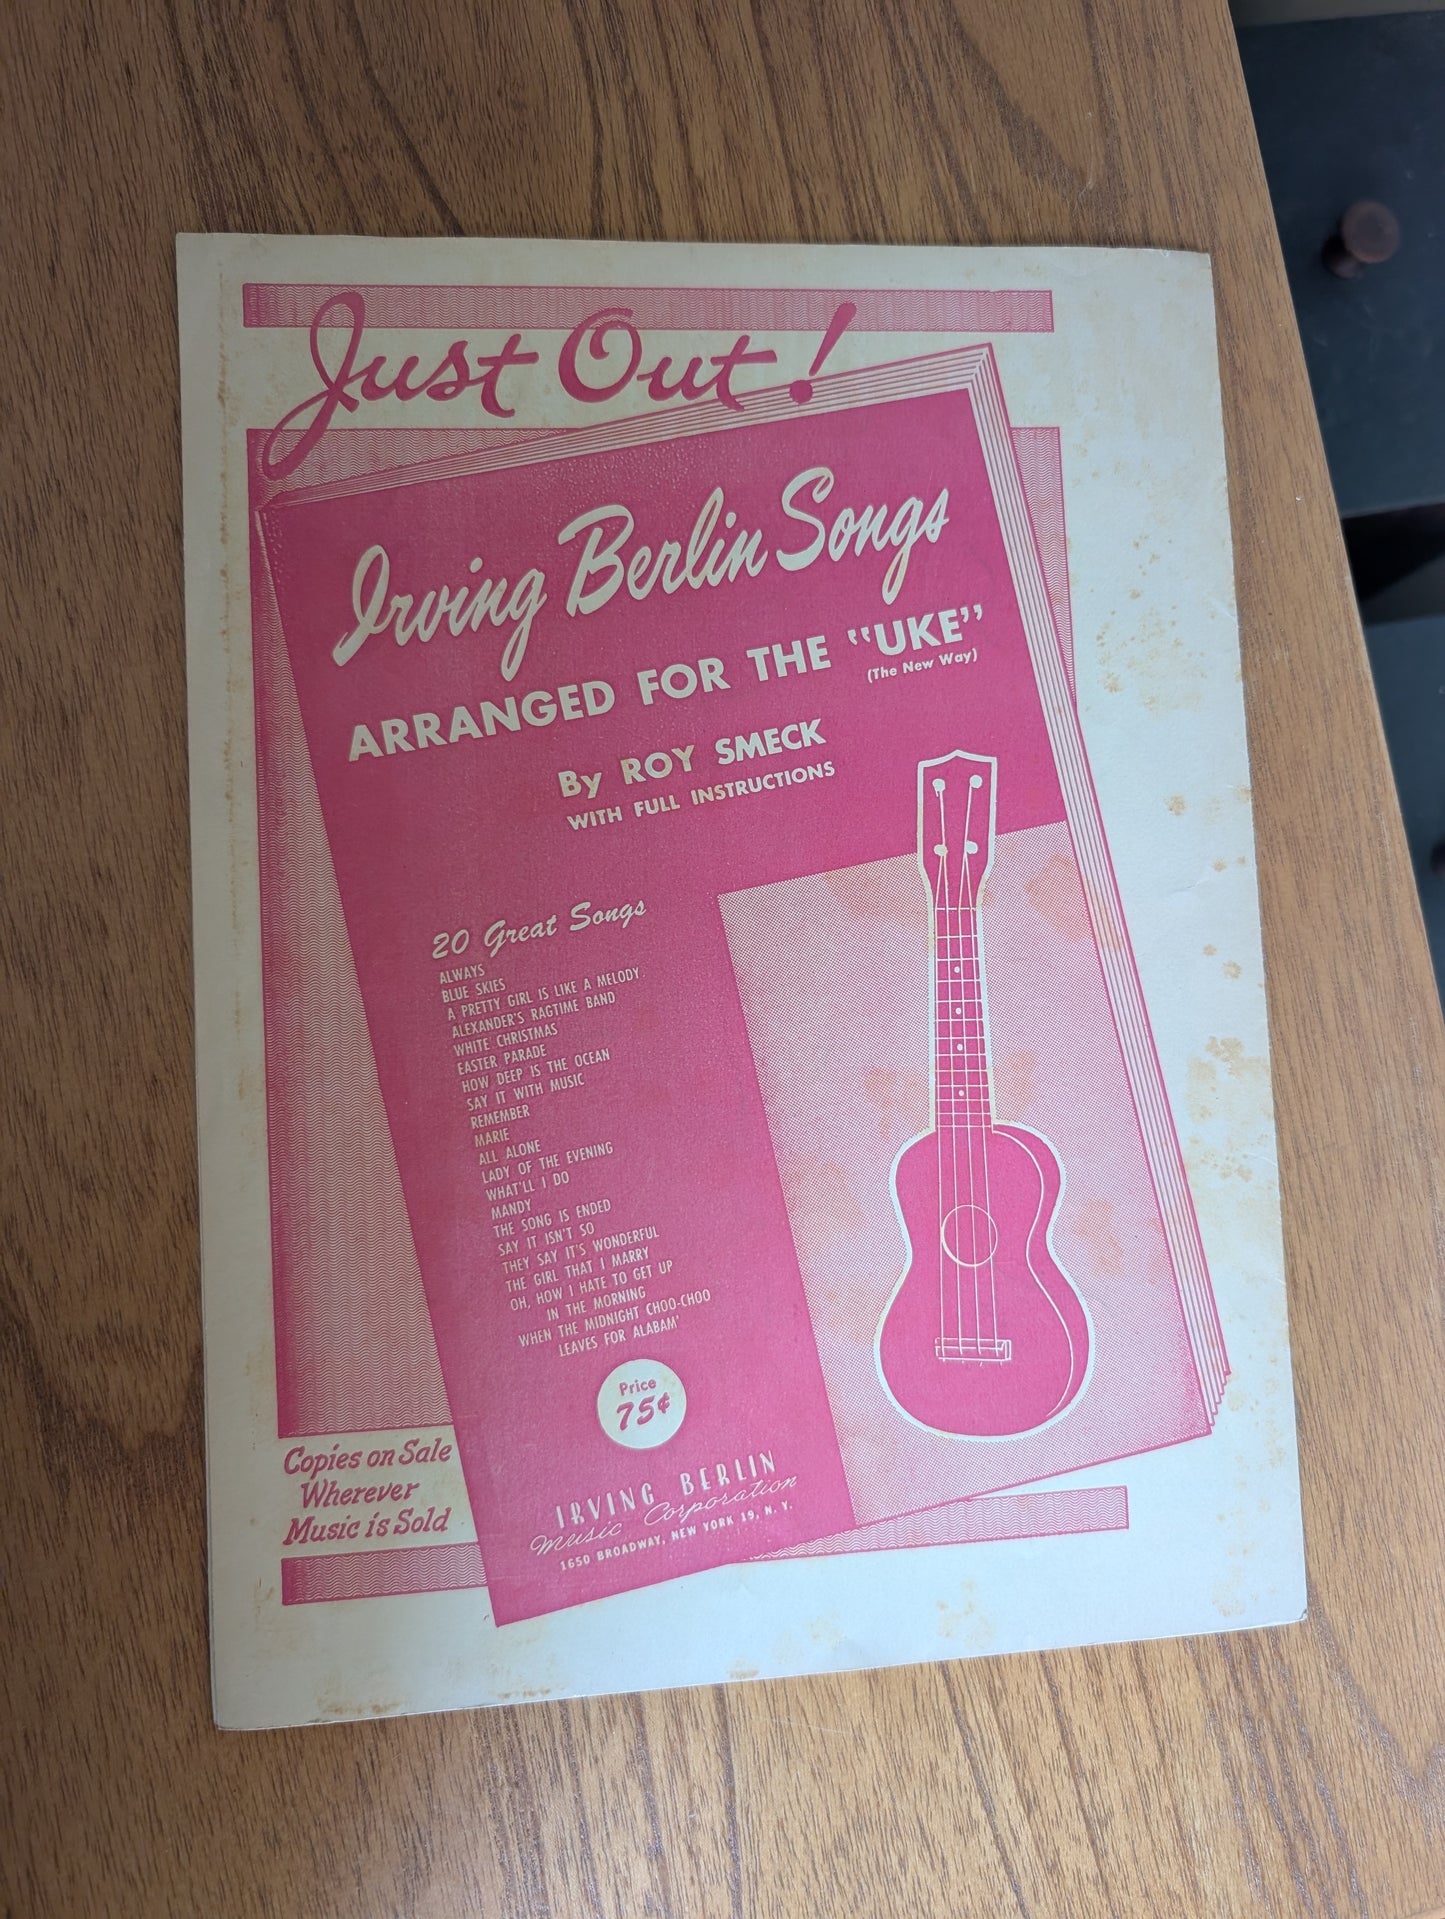 Just Out!
Irving Berlin Songs
ARRANGED FOR THE "UKE"
(The New Way)
By ROY SMECK
WITH FULL INSTRUCTIONS
20 Great Songs
ALWAYS
BLUE SKIES
A PRETTY GIRL IS LIKE A MELODY
ALEXANDER'S RAGTIME BAND
WHITE CHRISTMAS
EASTER PARADE
HOW DEEP IS THE OCEAN
SAY IT WITH MUSIC
REMEMBER
MARIE
ALL ALONE
LADY OF THE EVENING
WHAT'LL I DO
MANDY
THE SONG IS ENDED
SAY IT ISN'T SO
THEY SAY IT'S WONDERFUL
THE GIRL THAT I MARRY
OH, HOW I HATE TO GET UP
IN THE MORNING
WHEN THE MIDNIGHT CHOO-CHOO
LEAVES FOR ALABAM'
Price
75¢
IRVING BERLIN
Music Corporation
1650 BROADWAY, NEW YORK 19, N. Y.
Copies on Sale
Wherever
Music is Sold